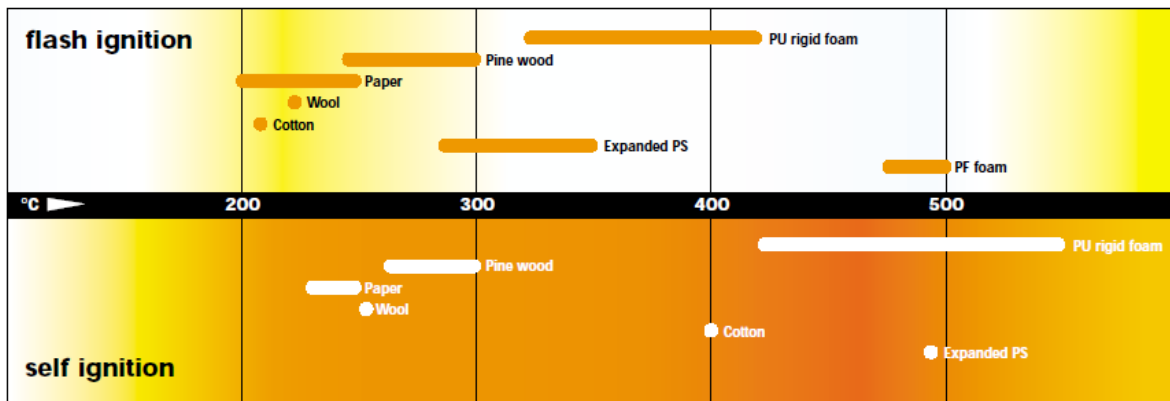 flash ignition
PU rigid foam
Pine wood
Paper
Wool
Cotton
Expanded PS
PF foam
°C 200 300 400 500
PU rigid foam
Pine wood
Paper
Wool
Cotton
Expanded PS
self ignition